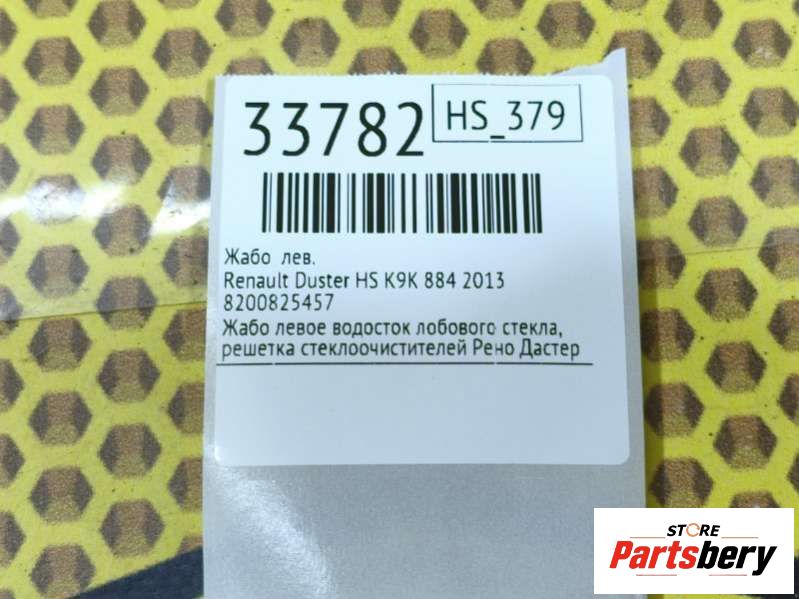 33782
HS_379
Жабо лев.
Renault Duster HS K9K 884 2013
8200825457
Жабо левое водосток лобового стекла,
решетка стеклоочистителей Рено Дастер
STORE
Partsbery